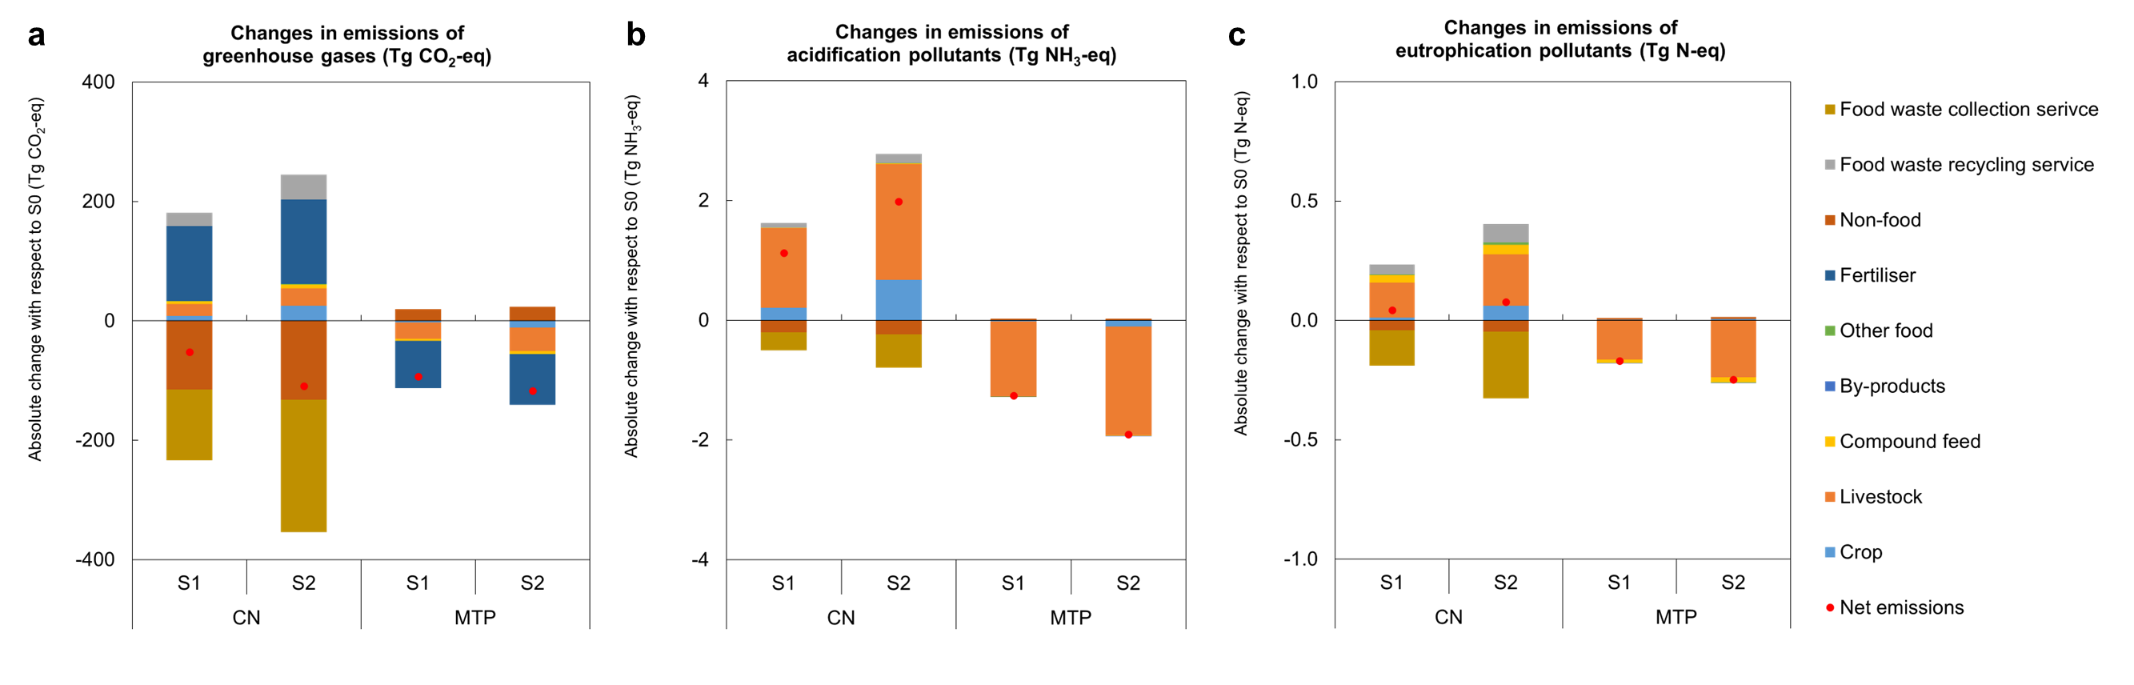 a
Changes in emissions of
greenhouse gases (Tg CO₂-eq)
Absolute change with respect to S0 (Tg CO₂-eq)
400
200
0
-200
-400
S1
S2
S1
S2
CN
MTP
b
Changes in emissions of
acidification pollutants (Tg NH₃-eq)
Absolute change with respect to S0 (Tg NH₃-eq)
4
2
0
-2
-4
S1
S2
S1
S2
CN
MTP
c
Changes in emissions of
eutrophication pollutants (Tg N-eq)
Absolute change with respect to S0 (Tg N-eq)
1.0
0.5
0.0
-0.5
-1.0
S1
S2
S1
S2
CN
MTP
Food waste collection serivce
Food waste recycling service
Non-food
Fertiliser
Other food
By-products
Compound feed
Livestock
Crop
Net emissions